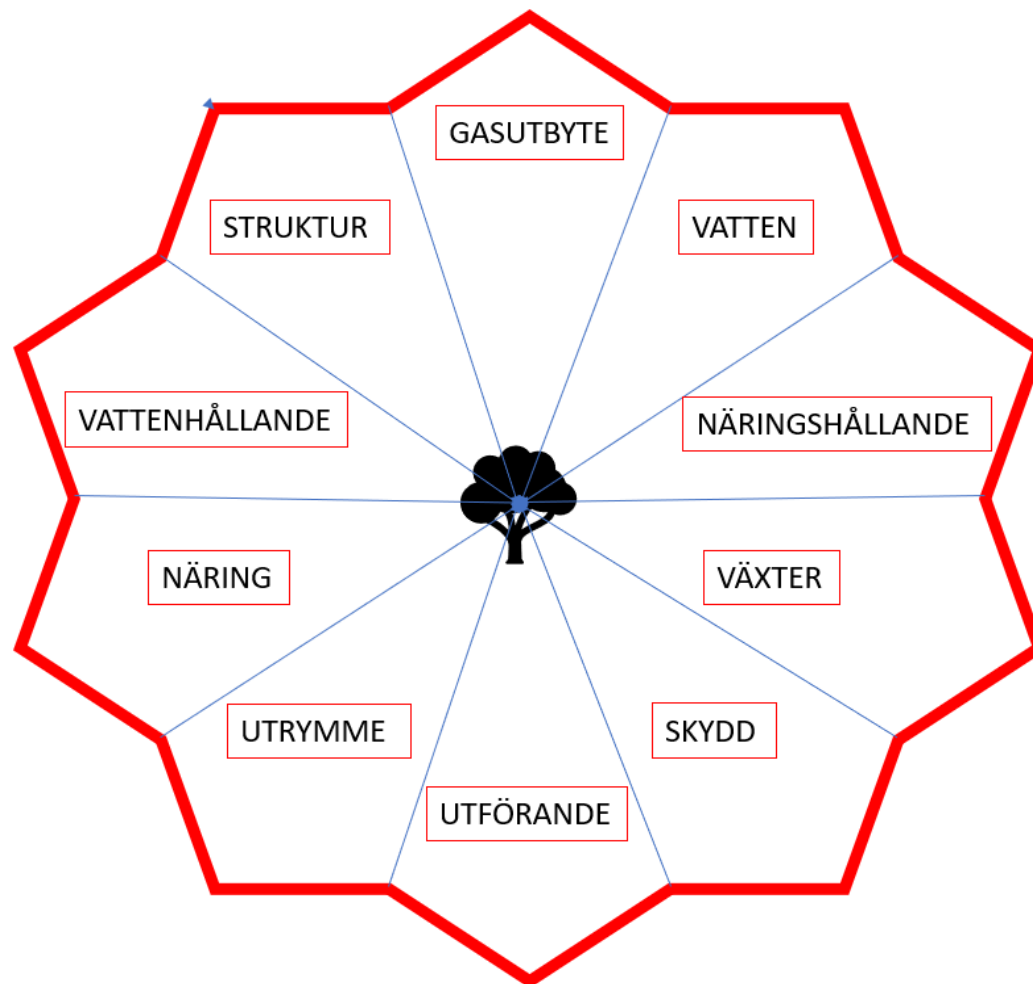 GASUTBYTE
STRUKTUR
VATTEN
VATTENHÅLLANDE
NÄRINGSHÅLLANDE
NÄRING
VÄXTER
UTRYMME
SKYDD
UTFÖRANDE